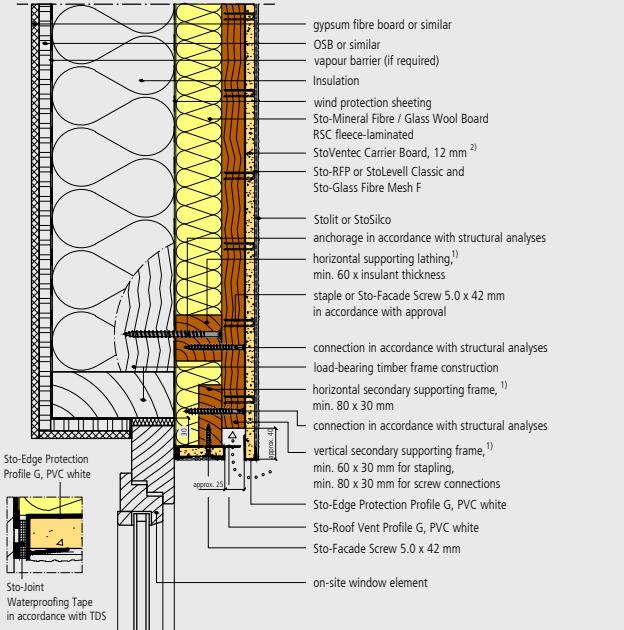 gypsum fibre board or similar
OSB or similar
vapour barrier (if required)
Insulation
wind protection sheeting
Sto-Mineral Fibre / Glass Wool Board
RSC fleece-laminated
StoVentec Carrier Board, 12 mm 2)
Sto-RFP or StoLevell Classic and
Sto-Glass Fibre Mesh F
Stolit or StoSilco
anchorage in accordance with structural analyses
horizontal supporting lathing,1)
min. 60 x insulant thickness
staple or Sto-Facade Screw 5.0 x 42 mm
in accordance with approval
connection in accordance with structural analyses
load-bearing timber frame construction
horizontal secondary supporting frame, 1)
min. 80 x 30 mm
connection in accordance with structural analyses
vertical secondary supporting frame,1)
min. 60 x 30 mm for stapling,
min. 80 x 30 mm for screw connections
Sto-Edge Protection Profile G, PVC white
Sto-Roof Vent Profile G, PVC white
Sto-Facade Screw 5.0 x 42 mm
on-site window element
30
approx. 40
approx. 25
Sto-Edge Protection
Profile G, PVC white
Sto-Joint
Waterproofing Tape
in accordance with TDS